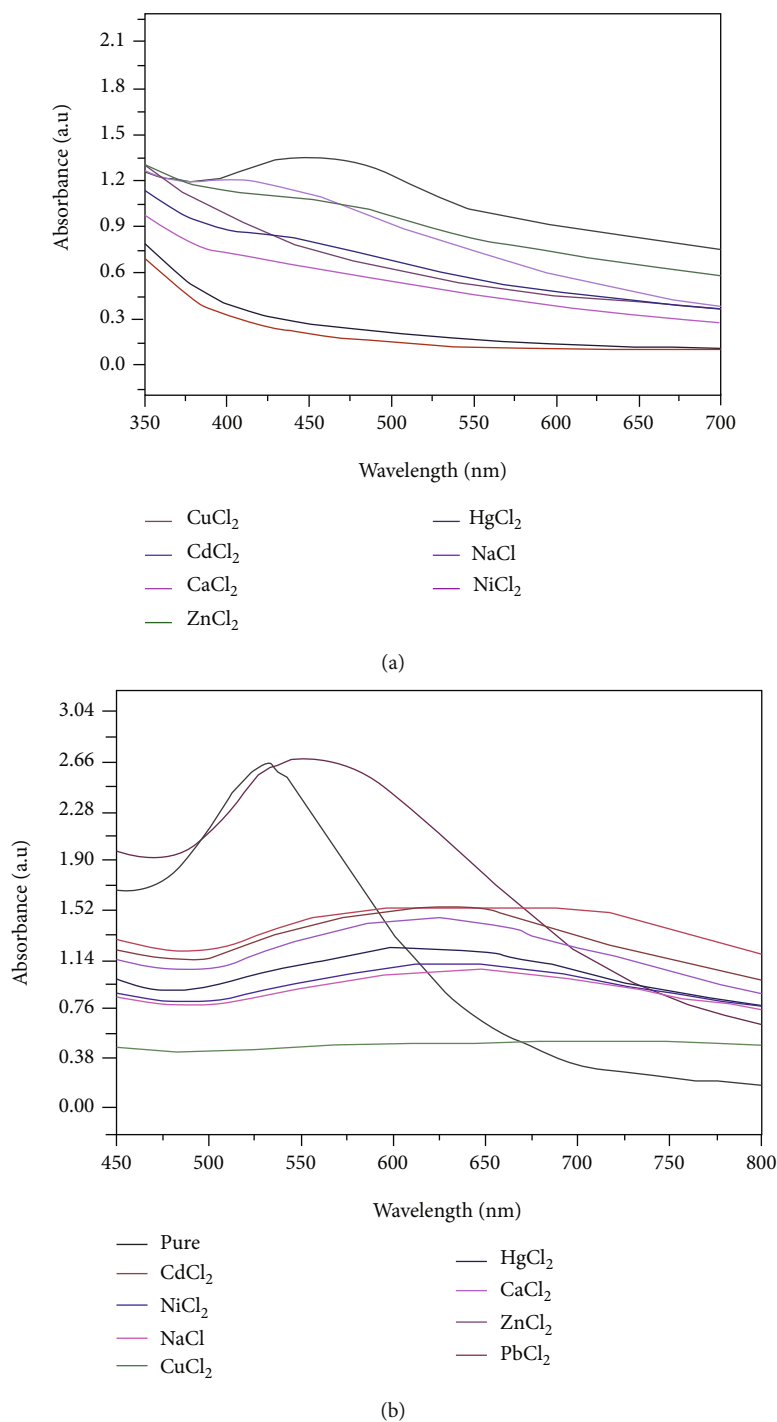 2.1
1.8
1.5
1.2
0.9
0.6
0.3
0.0
Absorbance (a.u)
350 400 450 500 550 600 650 700
Wavelength (nm)
CuCl2 HgCl2
CdCl2 NaCl
CaCl2 NiCl2
ZnCl2
(a)
3.04
2.66
2.28
1.90
1.52
1.14
0.76
0.38
0.00
Absorbance (a.u)
450 500 550 600 650 700 750 800
Wavelength (nm)
Pure HgCl2
CdCl2 CaCl2
NiCl2 ZnCl2
NaCl PbCl2
CuCl2
(b)